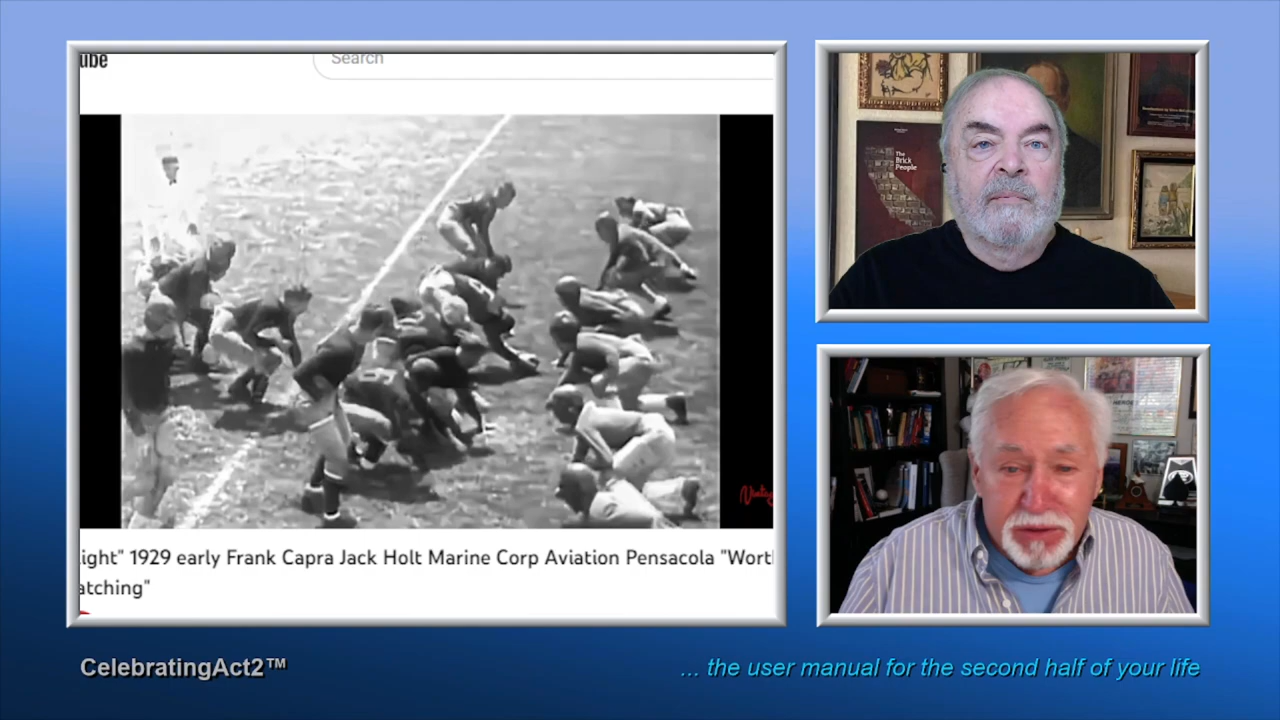 ube
Search
ight" 1929 early Frank Capra Jack Holt Marine Corp Aviation Pensacola "Wort
atching"
The
Brick
People
CelebratingAct2™
... the user manual for the second half of your life